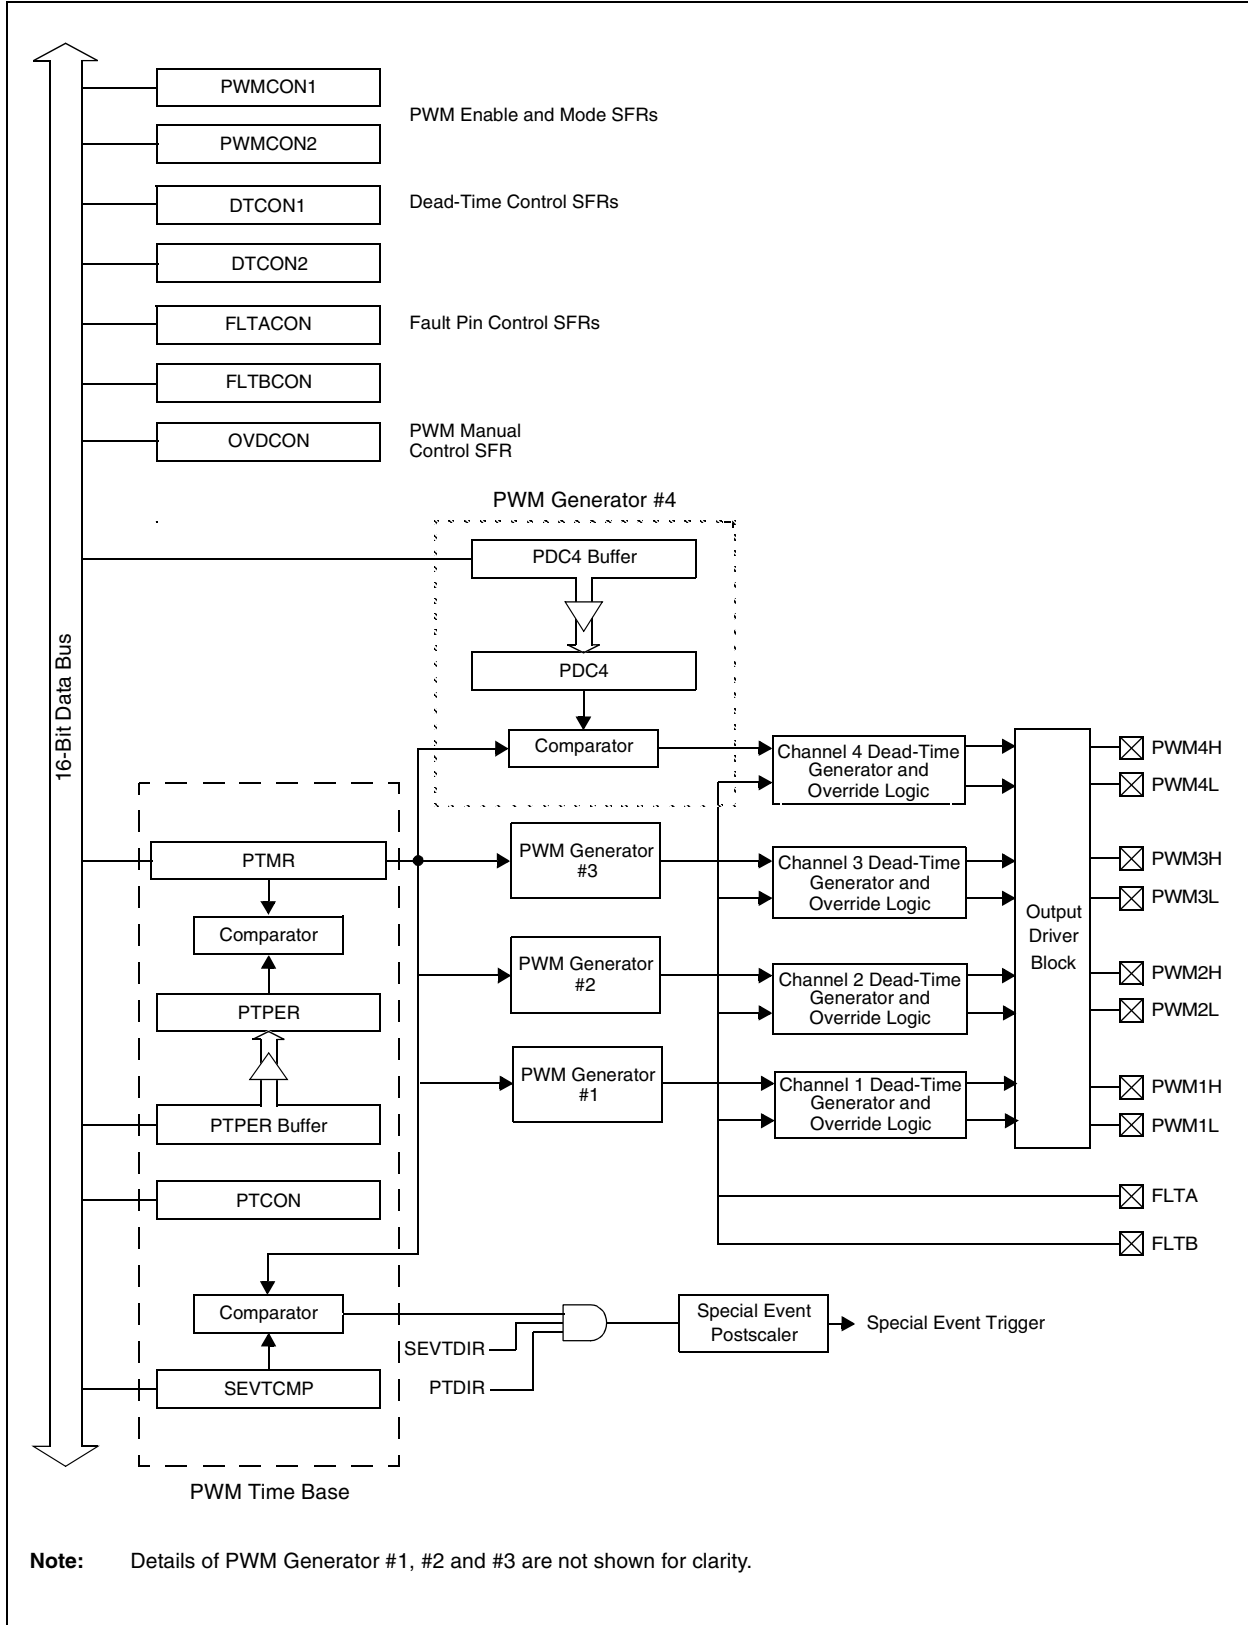 PWMCON1
PWM Enable and Mode SFRs
PWMCON2
DTCON1
Dead-Time Control SFRs
DTCON2
FLTACON
Fault Pin Control SFRs
FLTBCON
OVDCON
PWM Manual
Control SFR
PWM Generator #4
PDC4 Buffer
PDC4
Comparator
16-Bit Data Bus
Channel 4 Dead-Time
Generator and
Override Logic
PWM4H
PWM4L
PTMR
Comparator
PTPER
PTPER Buffer
PTCON
Comparator
SEVTCMP
PWM Time Base
PWM Generator
#3
Channel 3 Dead-Time
Generator and
Override Logic
PWM3H
PWM3L
Output
Driver
Block
PWM Generator
#2
Channel 2 Dead-Time
Generator and
Override Logic
PWM2H
PWM2L
PWM Generator
#1
Channel 1 Dead-Time
Generator and
Override Logic
PWM1H
PWM1L
FLTA
FLTB
SEVTDIR
PTDIR
Special Event
Postscaler
Special Event Trigger
Note: Details of PWM Generator #1, #2 and #3 are not shown for clarity.